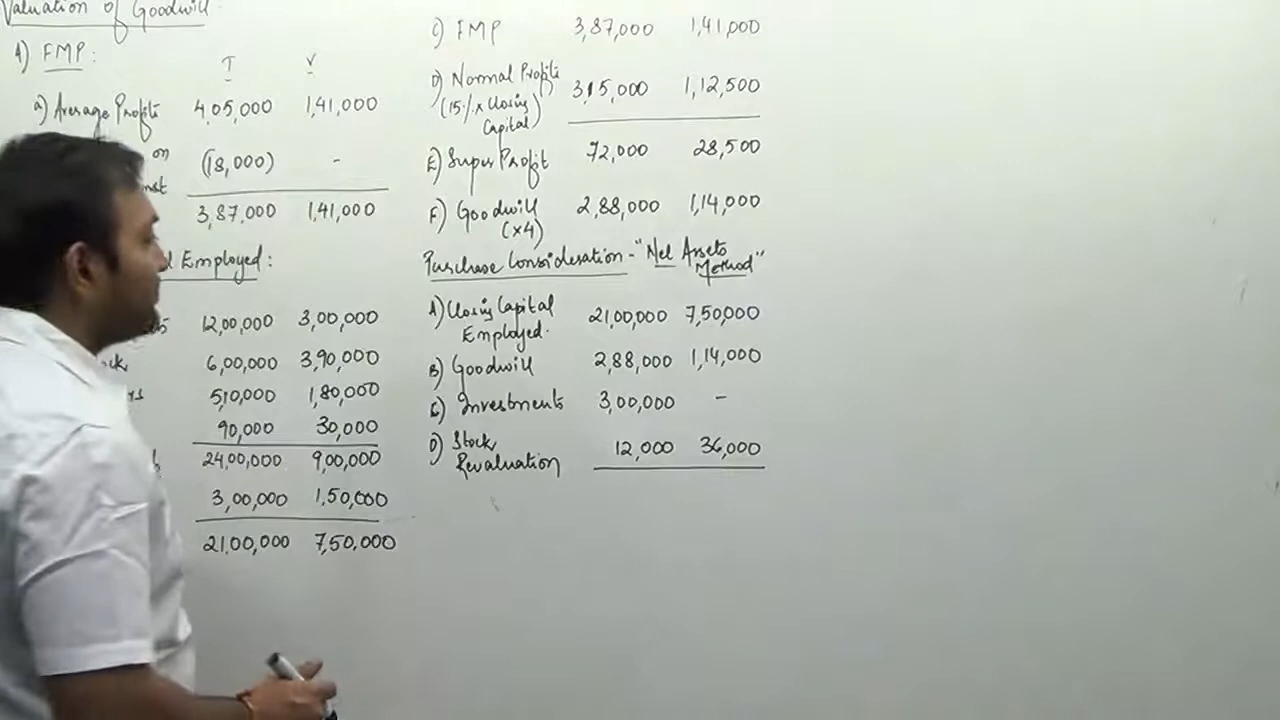 Valuation of Goodwill
A) FMP:
T V
a) Average Profits 4,05,000 1,41,000
on (18,000) -
3,87,000 1,41,000
Employed:
12,00,000 3,00,000
6,00,000 3,90,000
5,10,000 1,80,000
90,000 30,000
24,00,000 9,00,000
3,00,000 1,50,000
21,00,000 7,50,000
C) FMP 3,87,000 1,41,000
D) Normal Profits 3,15,000 1,12,500
(15% x Closing
Capital)
E) Super Profit 72,000 28,500
F) Goodwill 2,88,000 1,14,000
(x4)
Purchase Consideration - "Net Assets
Method"
A) Closing Capital 21,00,000 7,50,000
Employed.
B) Goodwill 2,88,000 1,14,000
C) Investments 3,00,000 -
D) Stock 12,000 36,000
Revaluation